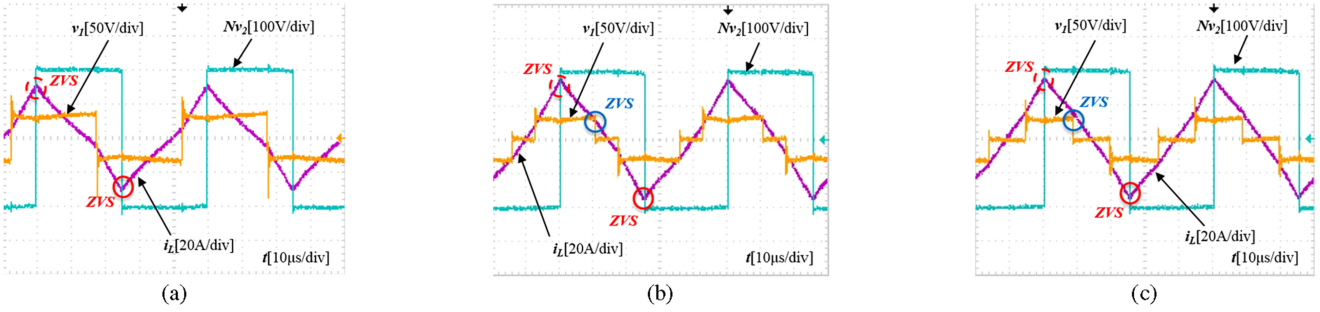 v1[50V/div]
Nv2[100V/div]
ZVS
ZVS
iL[20A/div]
t[10μs/div]
(a)
v1[50V/div]
Nv2[100V/div]
ZVS
ZVS
ZVS
iL[20A/div]
t[10μs/div]
(b)
v1[50V/div]
Nv2[100V/div]
ZVS
ZVS
ZVS
iL[20A/div]
t[10μs/div]
(c)